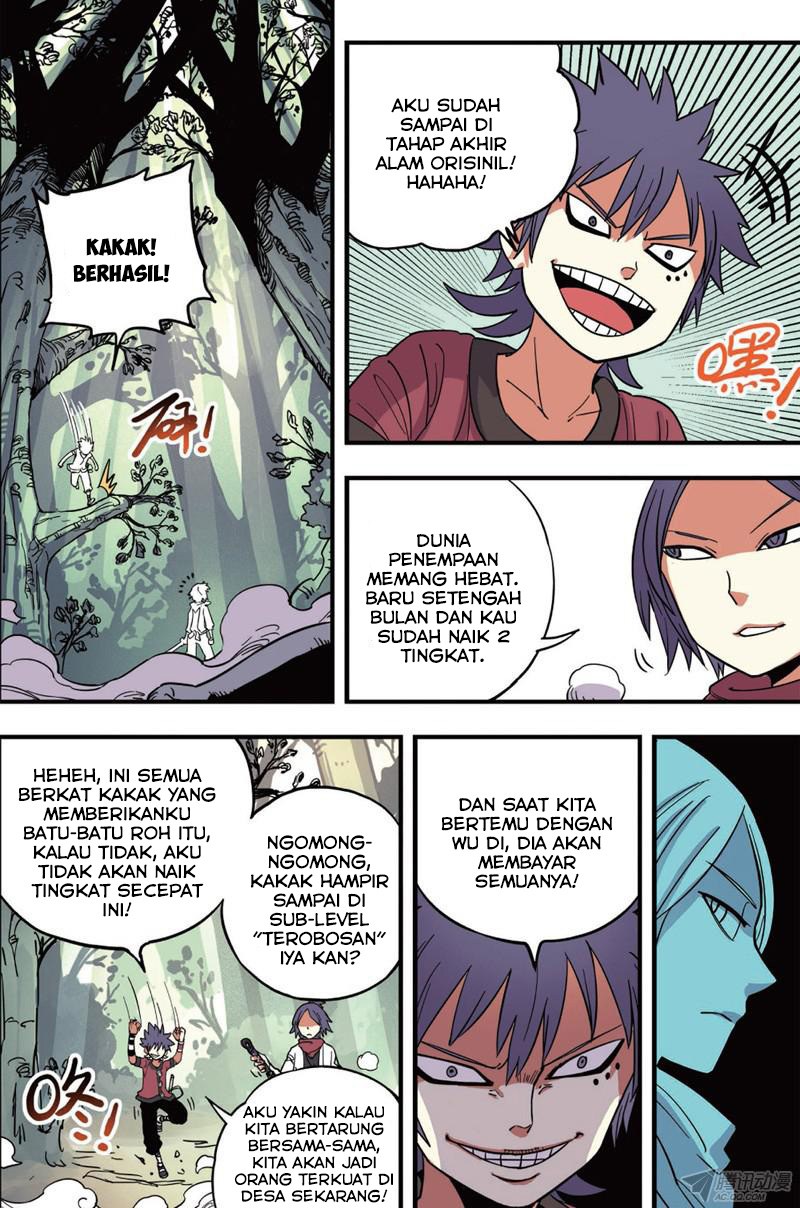 KAKAK!
BERHASIL!
砰!
AKU SUDAH
SAMPAI DI
TAHAP AKHIR
ALAM ORISINIL!
HAHAHA!
嘿!
DUNIA
PENEMPAAN
MEMANG HEBAT.
BARU SETENGAH
BULAN DAN KAU
SUDAH NAIK 2
TINGKAT.
HEHEH, INI SEMUA
BERKAT KAKAK YANG
MEMBERIKANKU
BATU-BATU ROH ITU,
KALAU TIDAK, AKU
TIDAK AKAN NAIK
TINGKAT SECEPAT
INI!
NGOMONG-
NGOMONG,
KAKAK HAMPIR
SAMPAI DI
SUB-LEVEL
"TEROBOSAN"
IYA KAN?
咚!
AKU YAKIN KALAU
KITA BERTARUNG
BERSAMA-SAMA,
KITA AKAN JADI
ORANG TERKUAT DI
DESA SEKARANG!
DAN SAAT KITA
BERTEMU DENGAN
WU DI, DIA AKAN
MEMBAYAR
SEMUANYA!
腾讯动漫
AC.QQ.COM